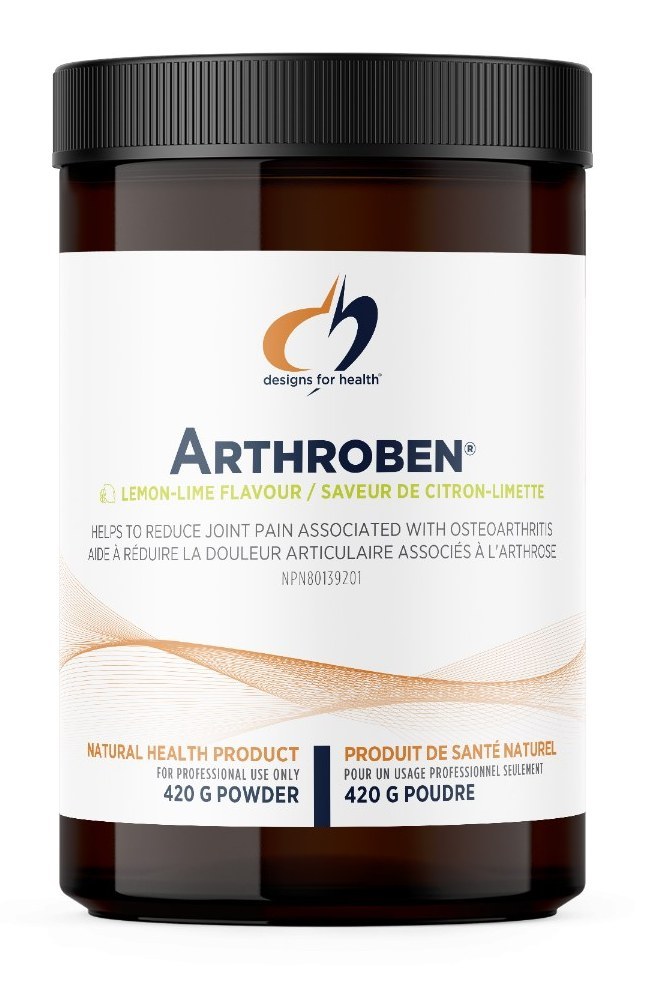 designs for health®
ARTHROBEN®
LEMON-LIME FLAVOUR / SAVEUR DE CITRON-LIMETTE
HELPS TO REDUCE JOINT PAIN ASSOCIATED WITH OSTEOARTHRITIS
AIDE À RÉDUIRE LA DOULEUR ARTICULAIRE ASSOCIÉS À L'ARTHROSE
NPN80139201
NATURAL HEALTH PRODUCT
FOR PROFESSIONAL USE ONLY
420 G POWDER
PRODUIT DE SANTÉ NATUREL
POUR UN USAGE PROFESSIONNEL SEULEMENT
420 G POUDRE